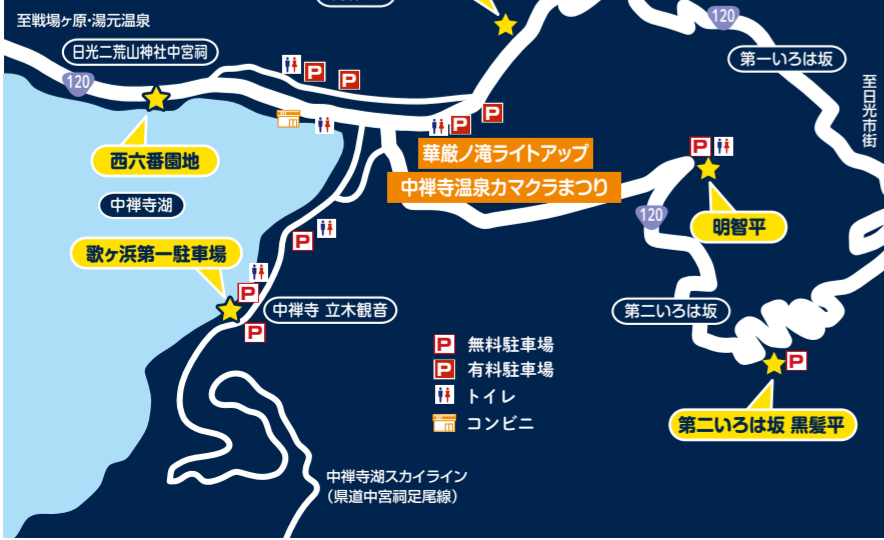 至戦場ヶ原・湯元温泉
日光二荒山神社中宮祠
120
120
第一いろは坂
至日光市街
P
P
P
P
西六番園地
中禅寺湖
華厳ノ滝ライトアップ
中禅寺温泉カマクラまつり
P
120
明智平
P
歌ヶ浜第一駐車場
P
中禅寺 立木観音
P
第二いろは坂
P
第二いろは坂 黒髪平
P 無料駐車場
P 有料駐車場
トイレ
コンビニ
中禅寺湖スカイライン
(県道中宮祠足尾線)